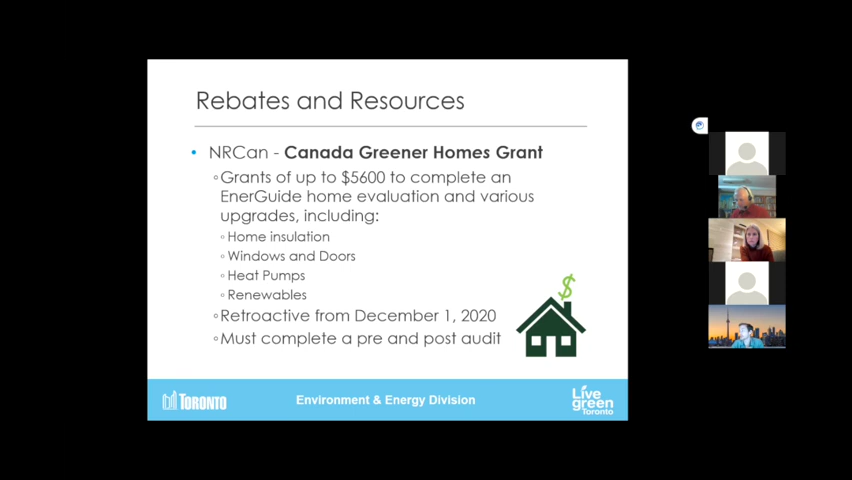 Rebates and Resources
• NRCan - Canada Greener Homes Grant
▫Grants of up to $5600 to complete an
EnerGuide home evaluation and various
upgrades, including:
▫Home insulation
▫Windows and Doors
▫Heat Pumps
▫Renewables
▫Retroactive from December 1, 2020
▫Must complete a pre and post audit
$
TORONTO
Environment & Energy Division
Live
green
Toronto